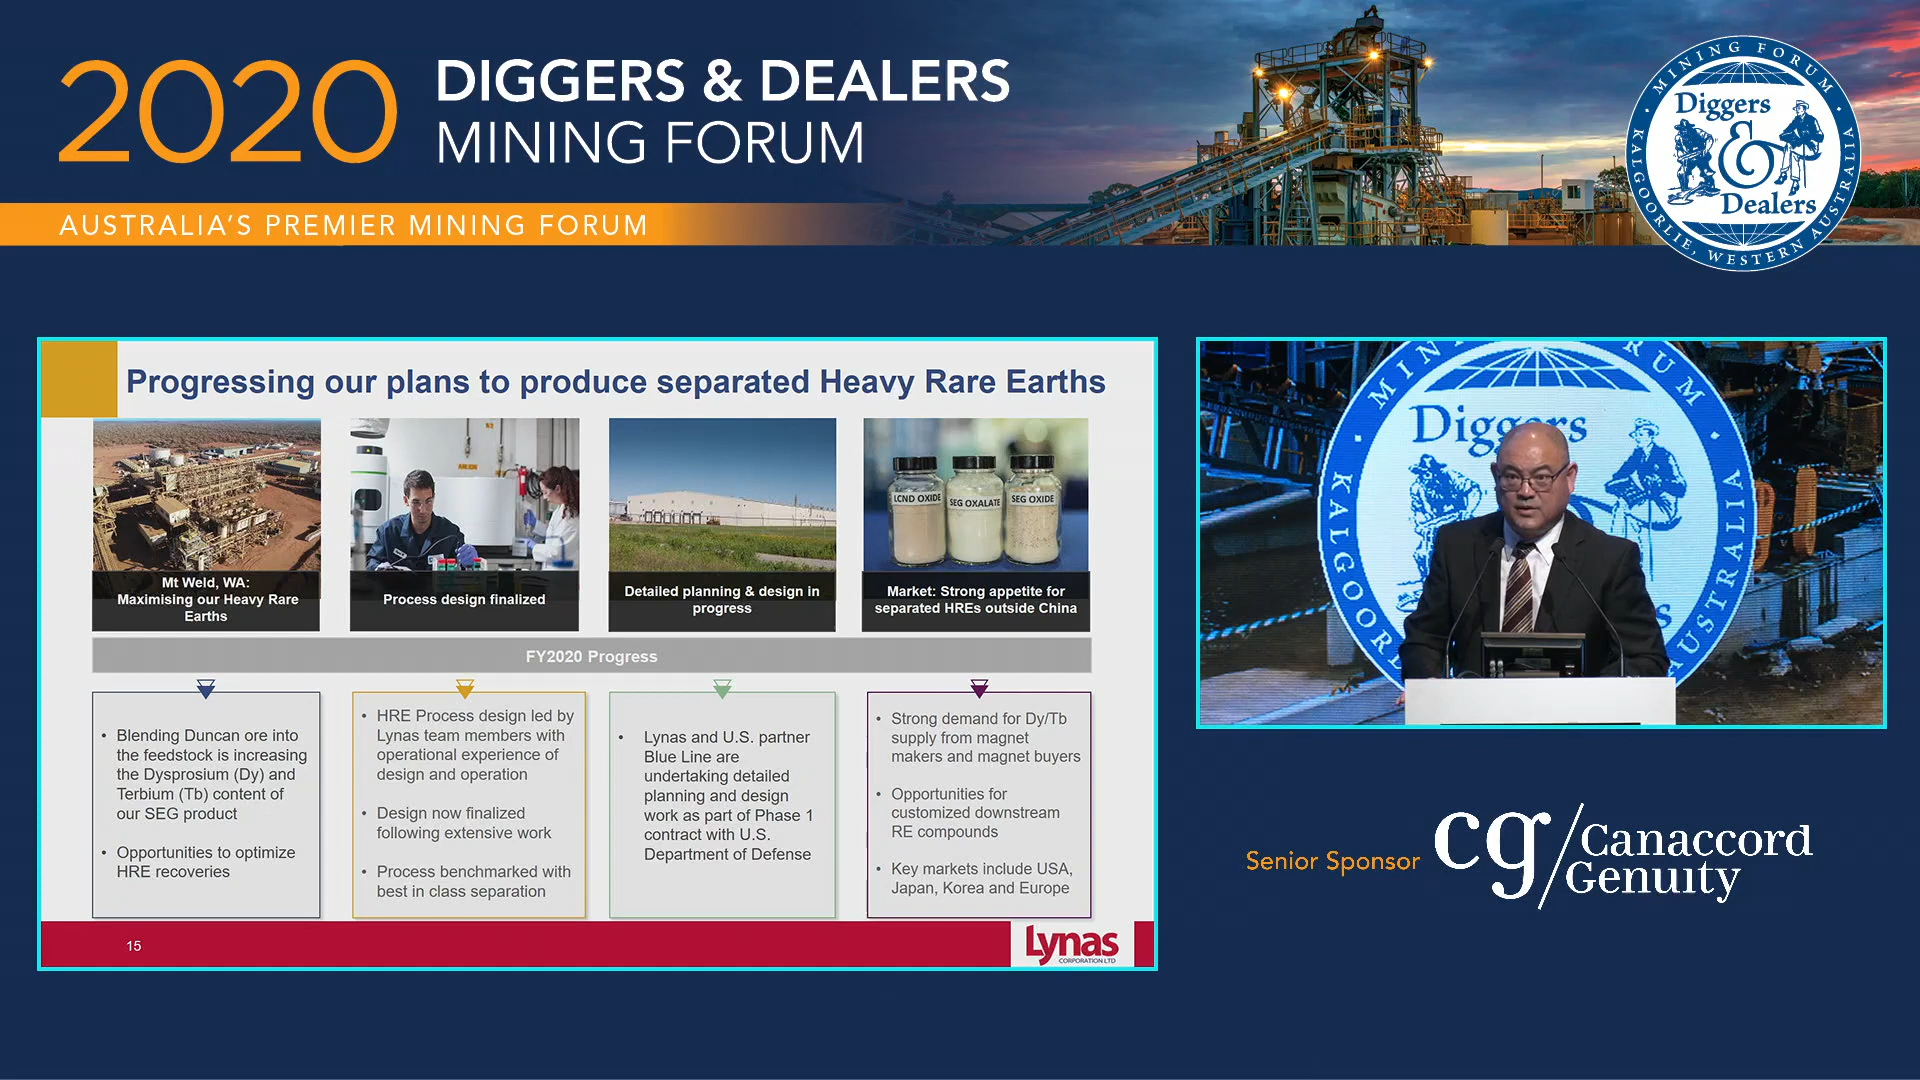 2020
DIGGERS & DEALERS
MINING FORUM
AUSTRALIA'S PREMIER MINING FORUM
• MINING FORUM •
Diggers
&
Dealers
KALGOORLIE, WESTERN AUSTRALIA
Progressing our plans to produce separated Heavy Rare Earths
LCND OXIDE
SEG OXALATE
SEG OXIDE
Mt Weld, WA:
Maximising our Heavy Rare
Earths
Process design finalized
Detailed planning & design in
progress
Market: Strong appetite for
separated HREs outside China
FY2020 Progress
• Blending Duncan ore into
the feedstock is increasing
the Dysprosium (Dy) and
Terbium (Tb) content of
our SEG product
• Opportunities to optimize
HRE recoveries
• HRE Process design led by
Lynas team members with
operational experience of
design and operation
• Design now finalized
following extensive work
• Process benchmarked with
best in class separation
• Lynas and U.S. partner
Blue Line are
undertaking detailed
planning and design
work as part of Phase 1
contract with U.S.
Department of Defense
• Strong demand for Dy/Tb
supply from magnet
makers and magnet buyers
• Opportunities for
customized downstream
RE compounds
• Key markets include USA,
Japan, Korea and Europe
15
Lynas
CORPORATION LTD
Diggers
Senior Sponsor
cg/Canaccord
Genuity